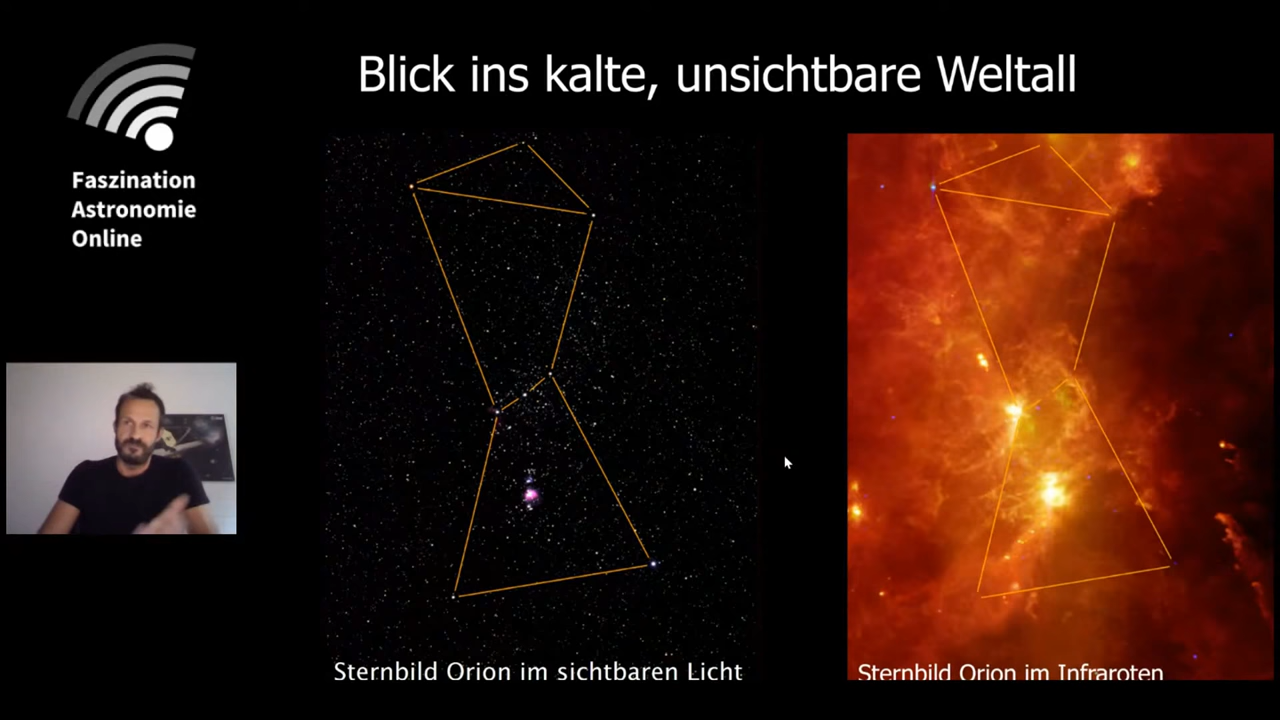 Blick ins kalte, unsichtbare Weltall
Faszination
Astronomie
Online
Sternbild Orion im sichtbaren Licht
Sternbild Orion im Infraroten